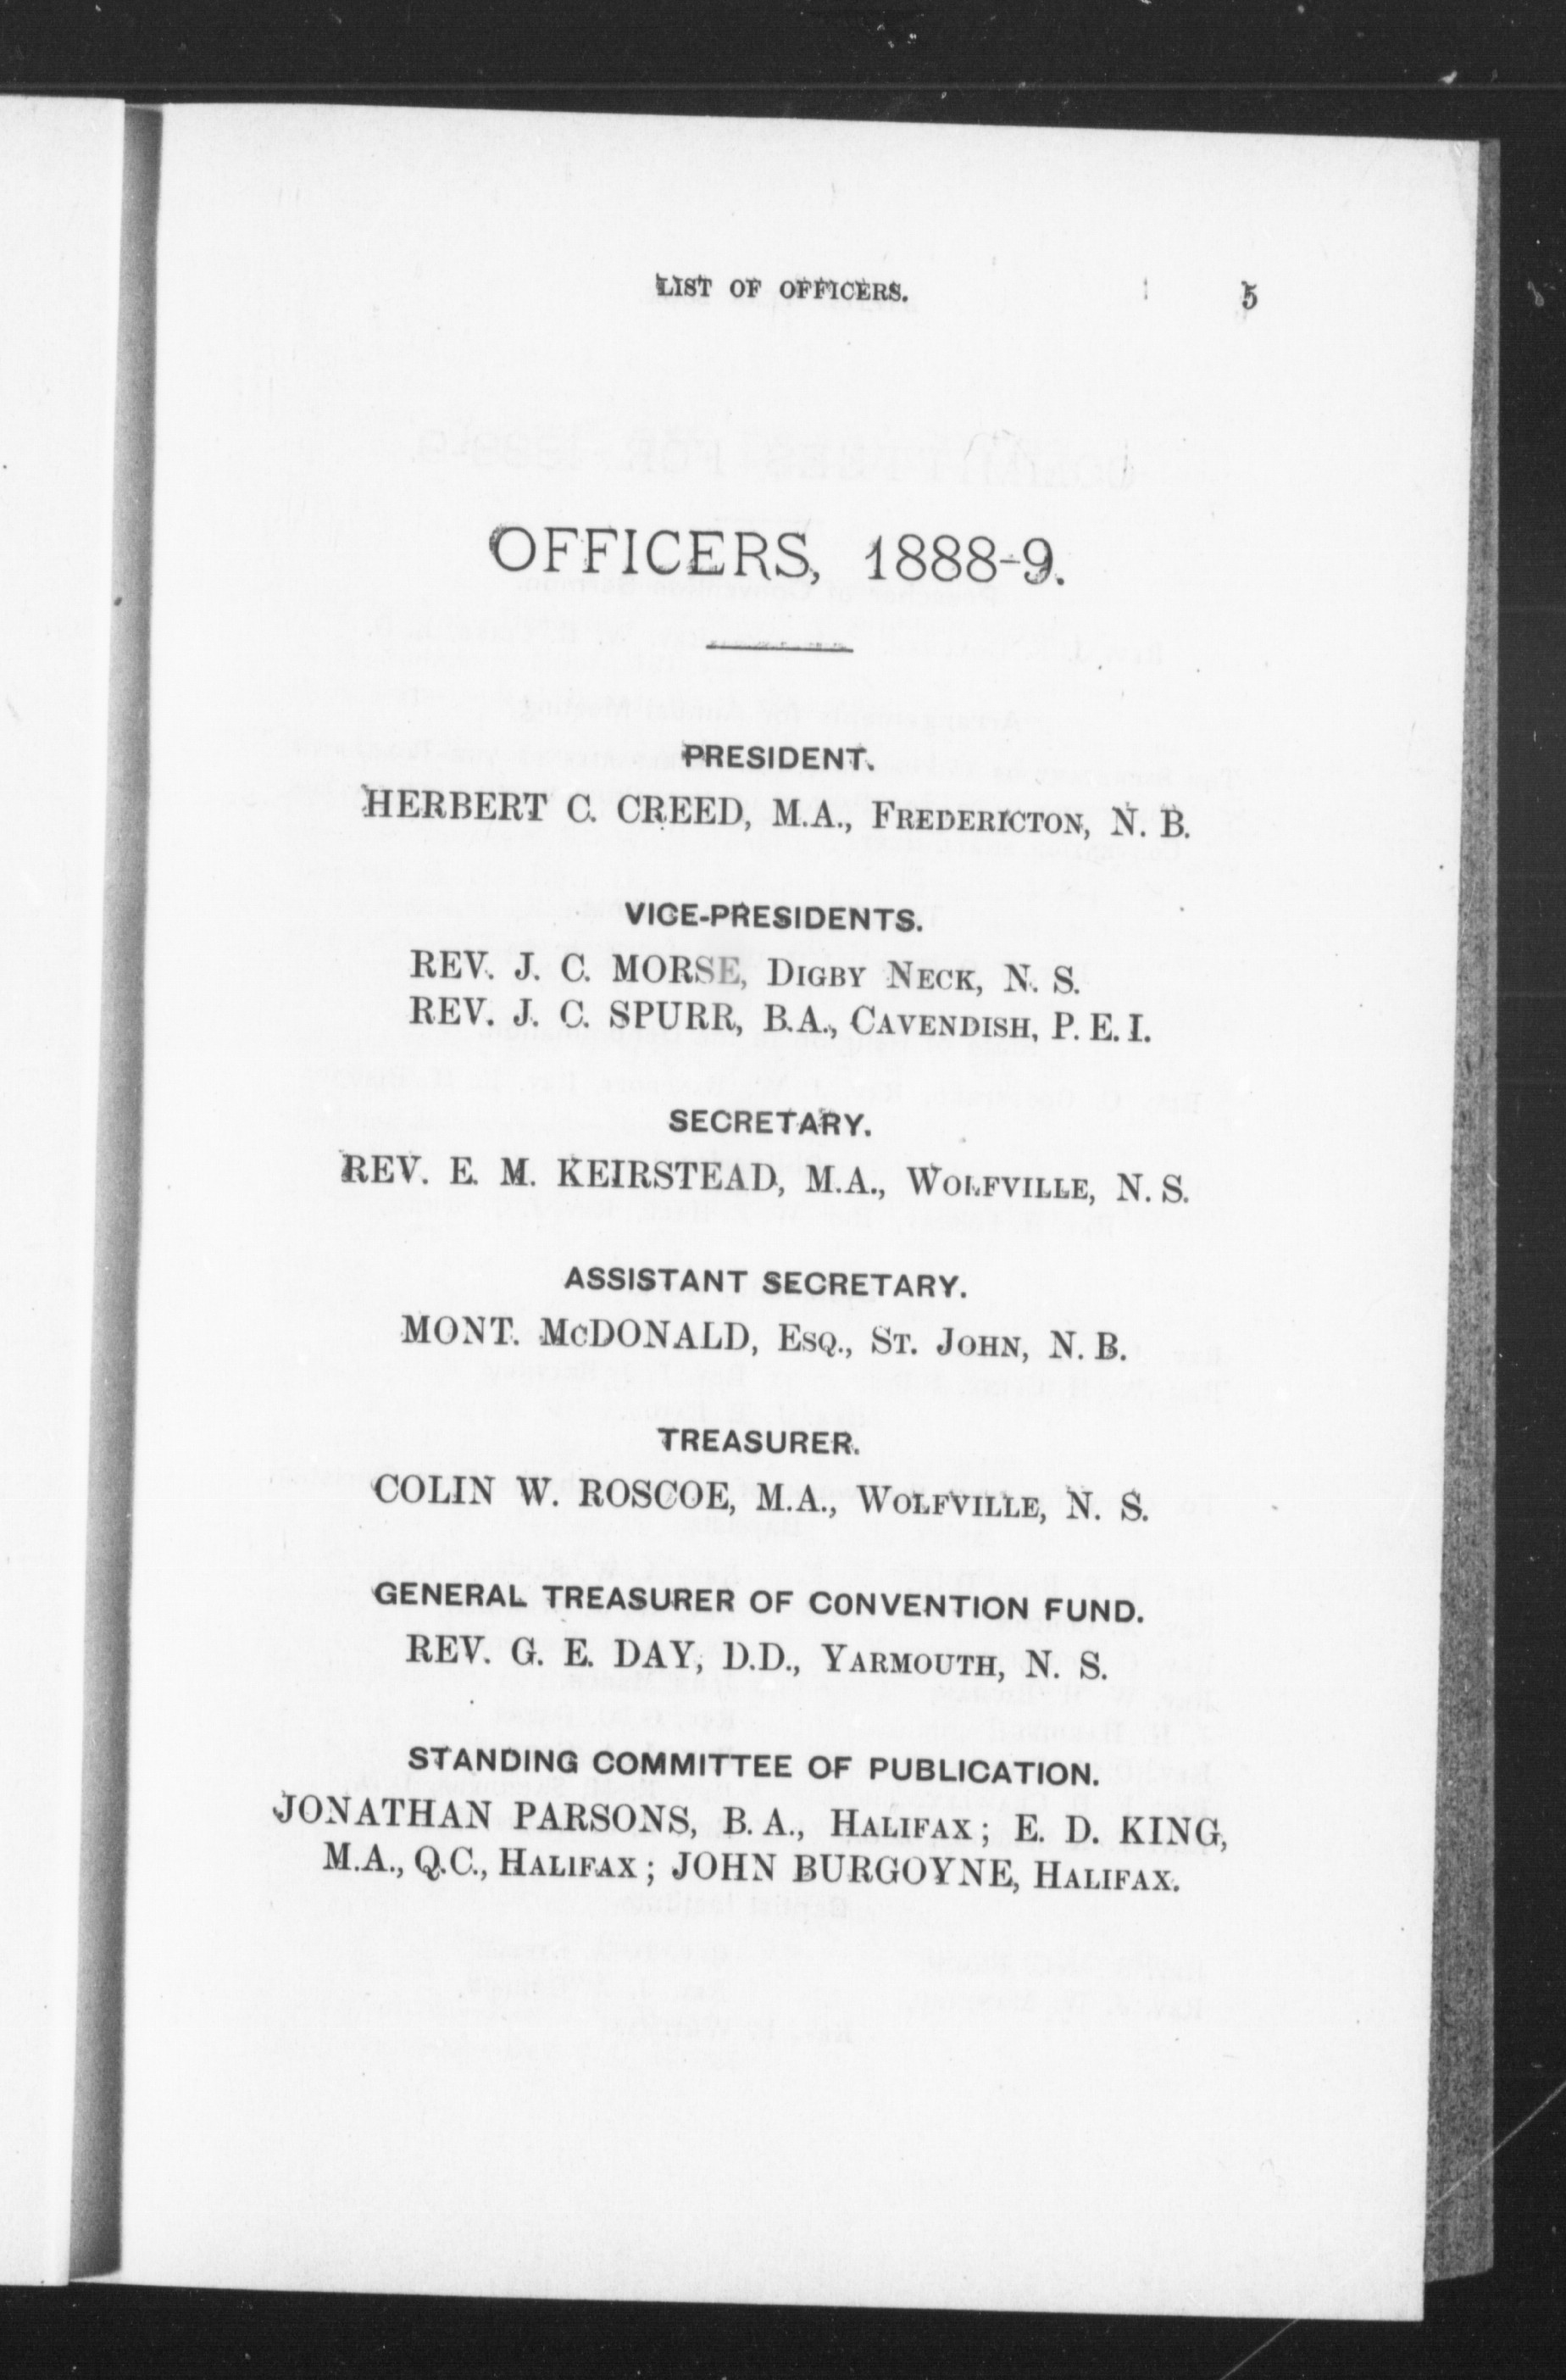 LIST OF OFFICERS. 5
OFFICERS, 1888-9.
PRESIDENT.
HERBERT C. CREED, M.A., FREDERICTON, N. B.
VICE-PRESIDENTS.
REV. J. C. MORSE, DIGBY NECK, N. S.
REV. J. C. SPURR, B.A., CAVENDISH, P. E. I.
SECRETARY.
REV. E. M. KEIRSTEAD, M.A., WOLFVILLE, N. S.
ASSISTANT SECRETARY.
MONT. McDONALD, ESQ., ST. JOHN, N. B.
TREASURER.
COLIN W. ROSCOE, M.A., WOLFVILLE, N. S.
GENERAL TREASURER OF CONVENTION FUND.
REV. G. E. DAY, D.D., YARMOUTH, N. S.
STANDING COMMITTEE OF PUBLICATION.
JONATHAN PARSONS, B. A., HALIFAX; E. D. KING,
M.A., Q.C., HALIFAX; JOHN BURGOYNE, HALIFAX.